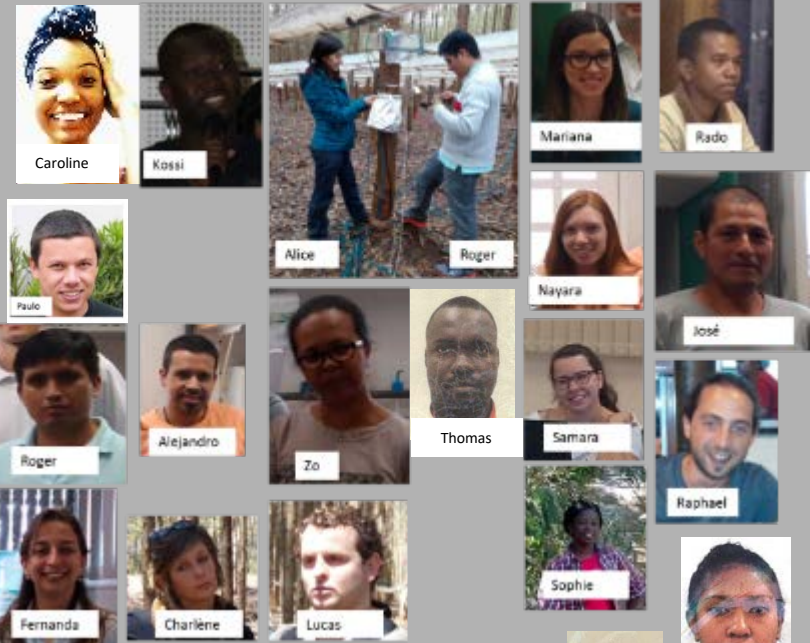 Caroline
Kossi
Alice
Roger
Mariana
Rado
Paulo
Nayara
José
Roger
Alejandro
Zo
Thomas
Samara
Raphael
Fernanda
Charlène
Lucas
Sophie